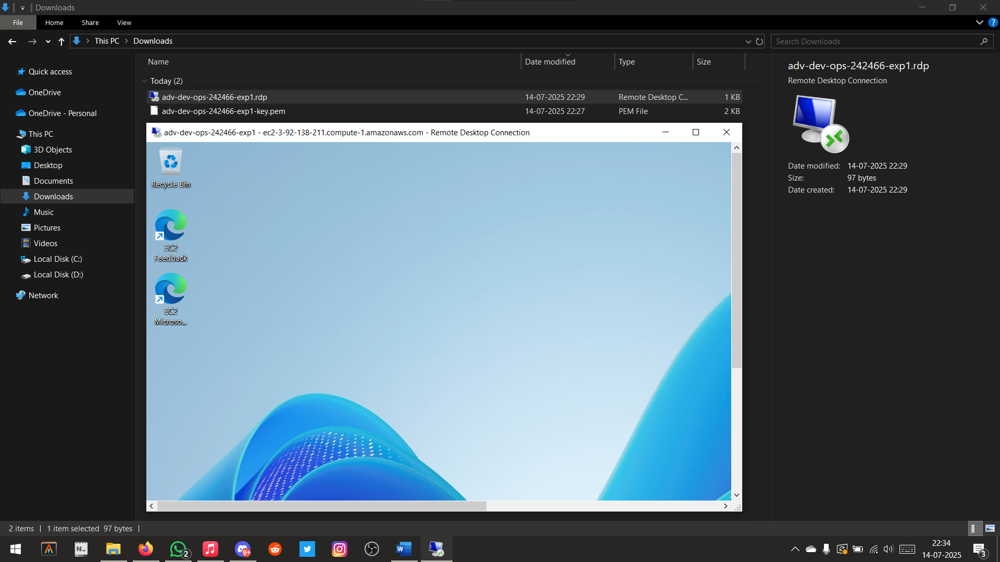 Downloads
File Home Share View
This PC Downloads
Search Downloads
Quick access
OneDrive
OneDrive - Personal
This PC
3D Objects
Desktop
Documents
Downloads
Music
Pictures
Videos
Local Disk (C:)
Local Disk (D:)
Network
Name Date modified Type Size
Today (2)
adv-dev-ops-242466-exp1.rdp 14-07-2025 22:29 Remote Desktop C... 1 KB
adv-dev-ops-242466-exp1-key.pem 14-07-2025 22:27 PEM File 2 KB
adv-dev-ops-242466-exp1 - ec2-3-92-138-211.compute-1.amazonaws.com - Remote Desktop Connection
Recycle Bin
EC2
Feedback
EC2
Microso...
adv-dev-ops-242466-exp1.rdp
Remote Desktop Connection
Date modified: 14-07-2025 22:29
Size: 97 bytes
Date created: 14-07-2025 22:29
2 items 1 item selected 97 bytes
N
2
9+
W
22:34
14-07-2025
3